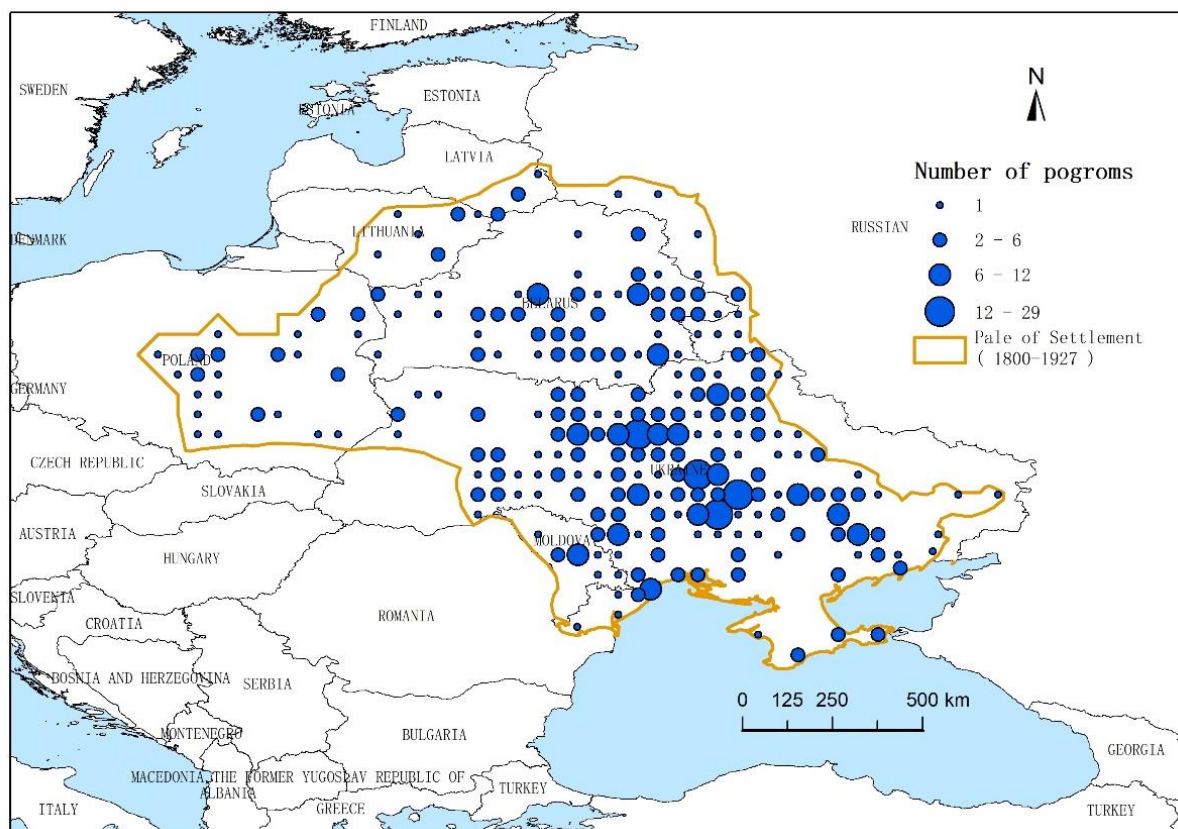 FINLAND
SWEDEN
ESTONIA
ESTONIA
N
LATVIA
Number of pogroms
1
RUSSIAN
DENMARK
LITHUANIA
2 - 6
6 - 12
BELARUS
12 - 29
Pale of Settlement
( 1800-1927 )
POLAND
GERMANY
CZECH REPUBLIC
UKRAINE
SLOVAKIA
AUSTRIA
MOLDOVA
HUNGARY
SLOVENIA
ROMANIA
CROATIA
BOSNIA AND HERZEGOVINA
SERBIA
0 125 250 500 km
MONTENEGRO
BULGARIA
GEORGIA
MACEDONIA THE FORMER YUGOSLAV REPUBLIC OF
ALBANIA
TURKEY
ITALY
GREECE
TURKEY